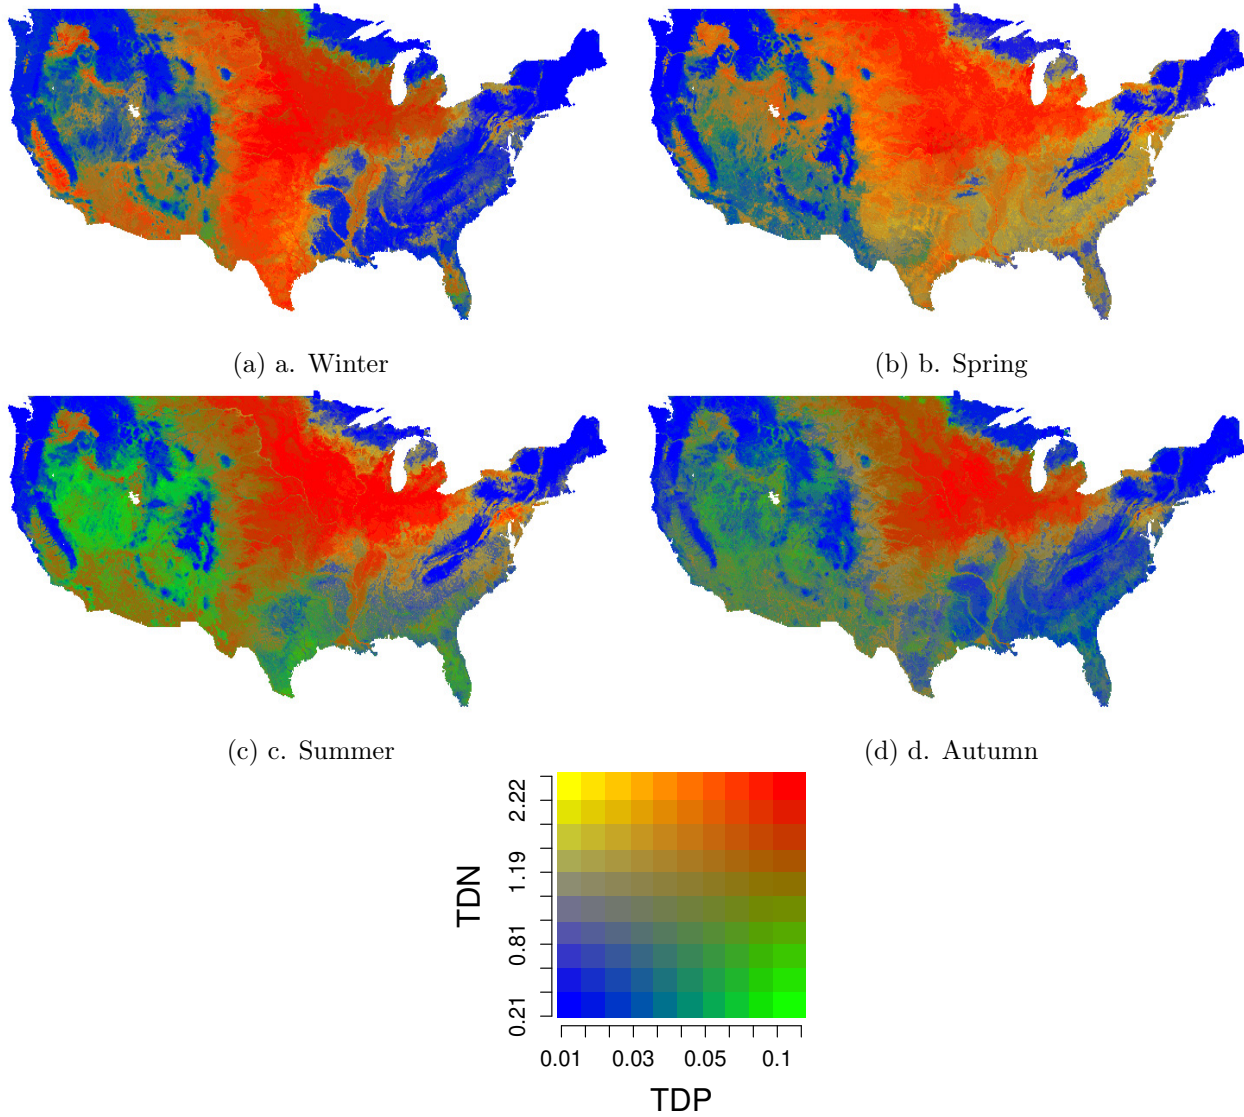 (a) a. Winter
(b) b. Spring
(c) c. Summer
(d) d. Autumn
2.22
1.19
0.81
0.21
TDN
0.01 0.03 0.05 0.1
TDP